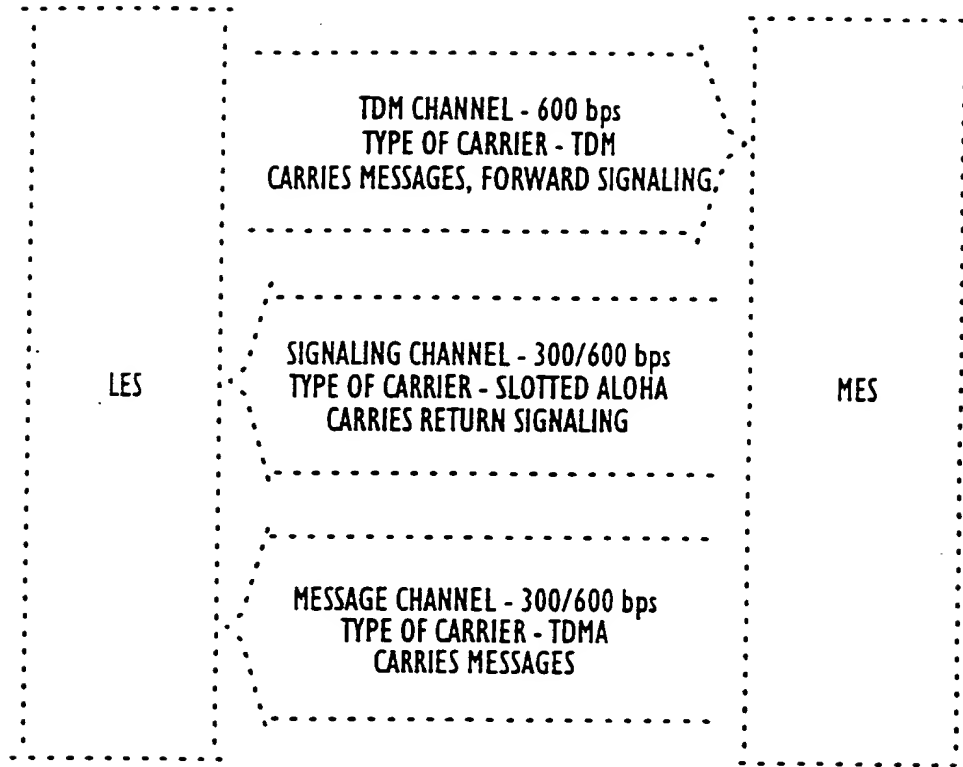 TDM CHANNEL - 600 bps
TYPE OF CARRIER - TDM
CARRIES MESSAGES, FORWARD SIGNALING.
SIGNALING CHANNEL - 300/600 bps
TYPE OF CARRIER - SLOTTED ALOHA
CARRIES RETURN SIGNALING
LES
MES
MESSAGE CHANNEL - 300/600 bps
TYPE OF CARRIER - TDMA
CARRIES MESSAGES